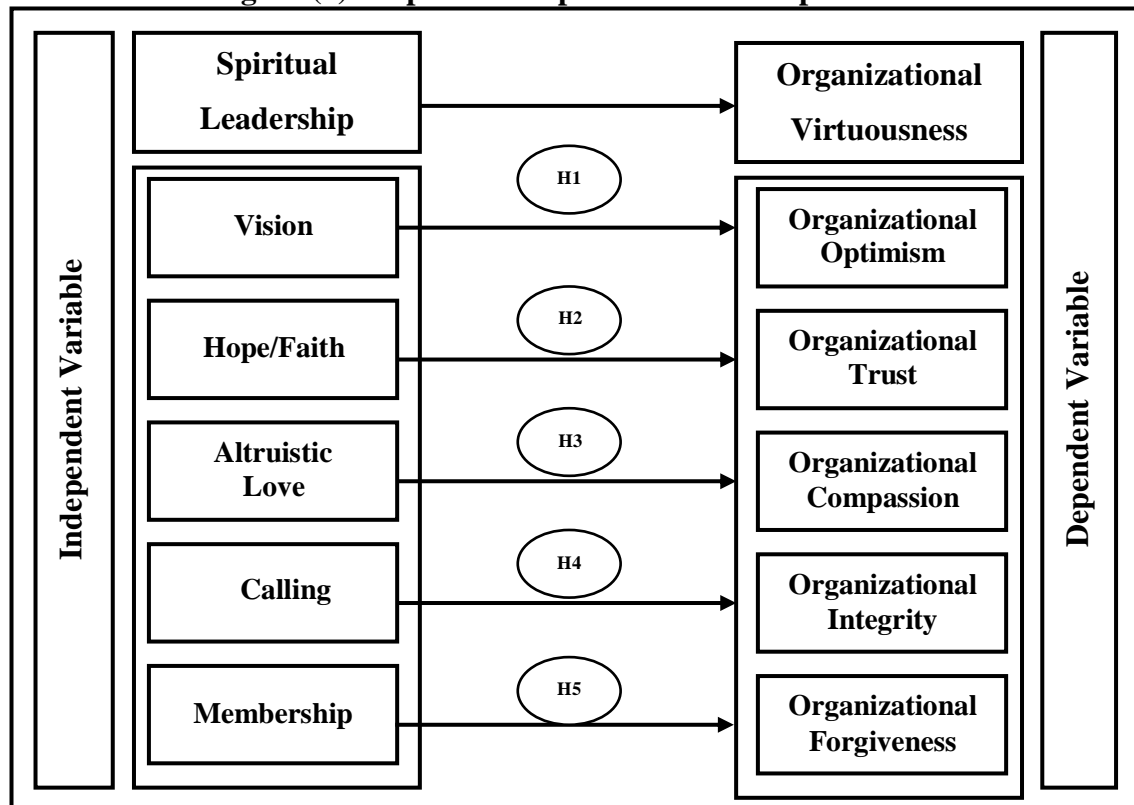 Independent Variable
Spiritual
Leadership
Organizational
Virtuousness
H1
Vision
Organizational
Optimism
H2
Hope/Faith
Organizational
Trust
H3
Altruistic
Love
Organizational
Compassion
H4
Calling
Organizational
Integrity
H5
Membership
Organizational
Forgiveness
Dependent Variable